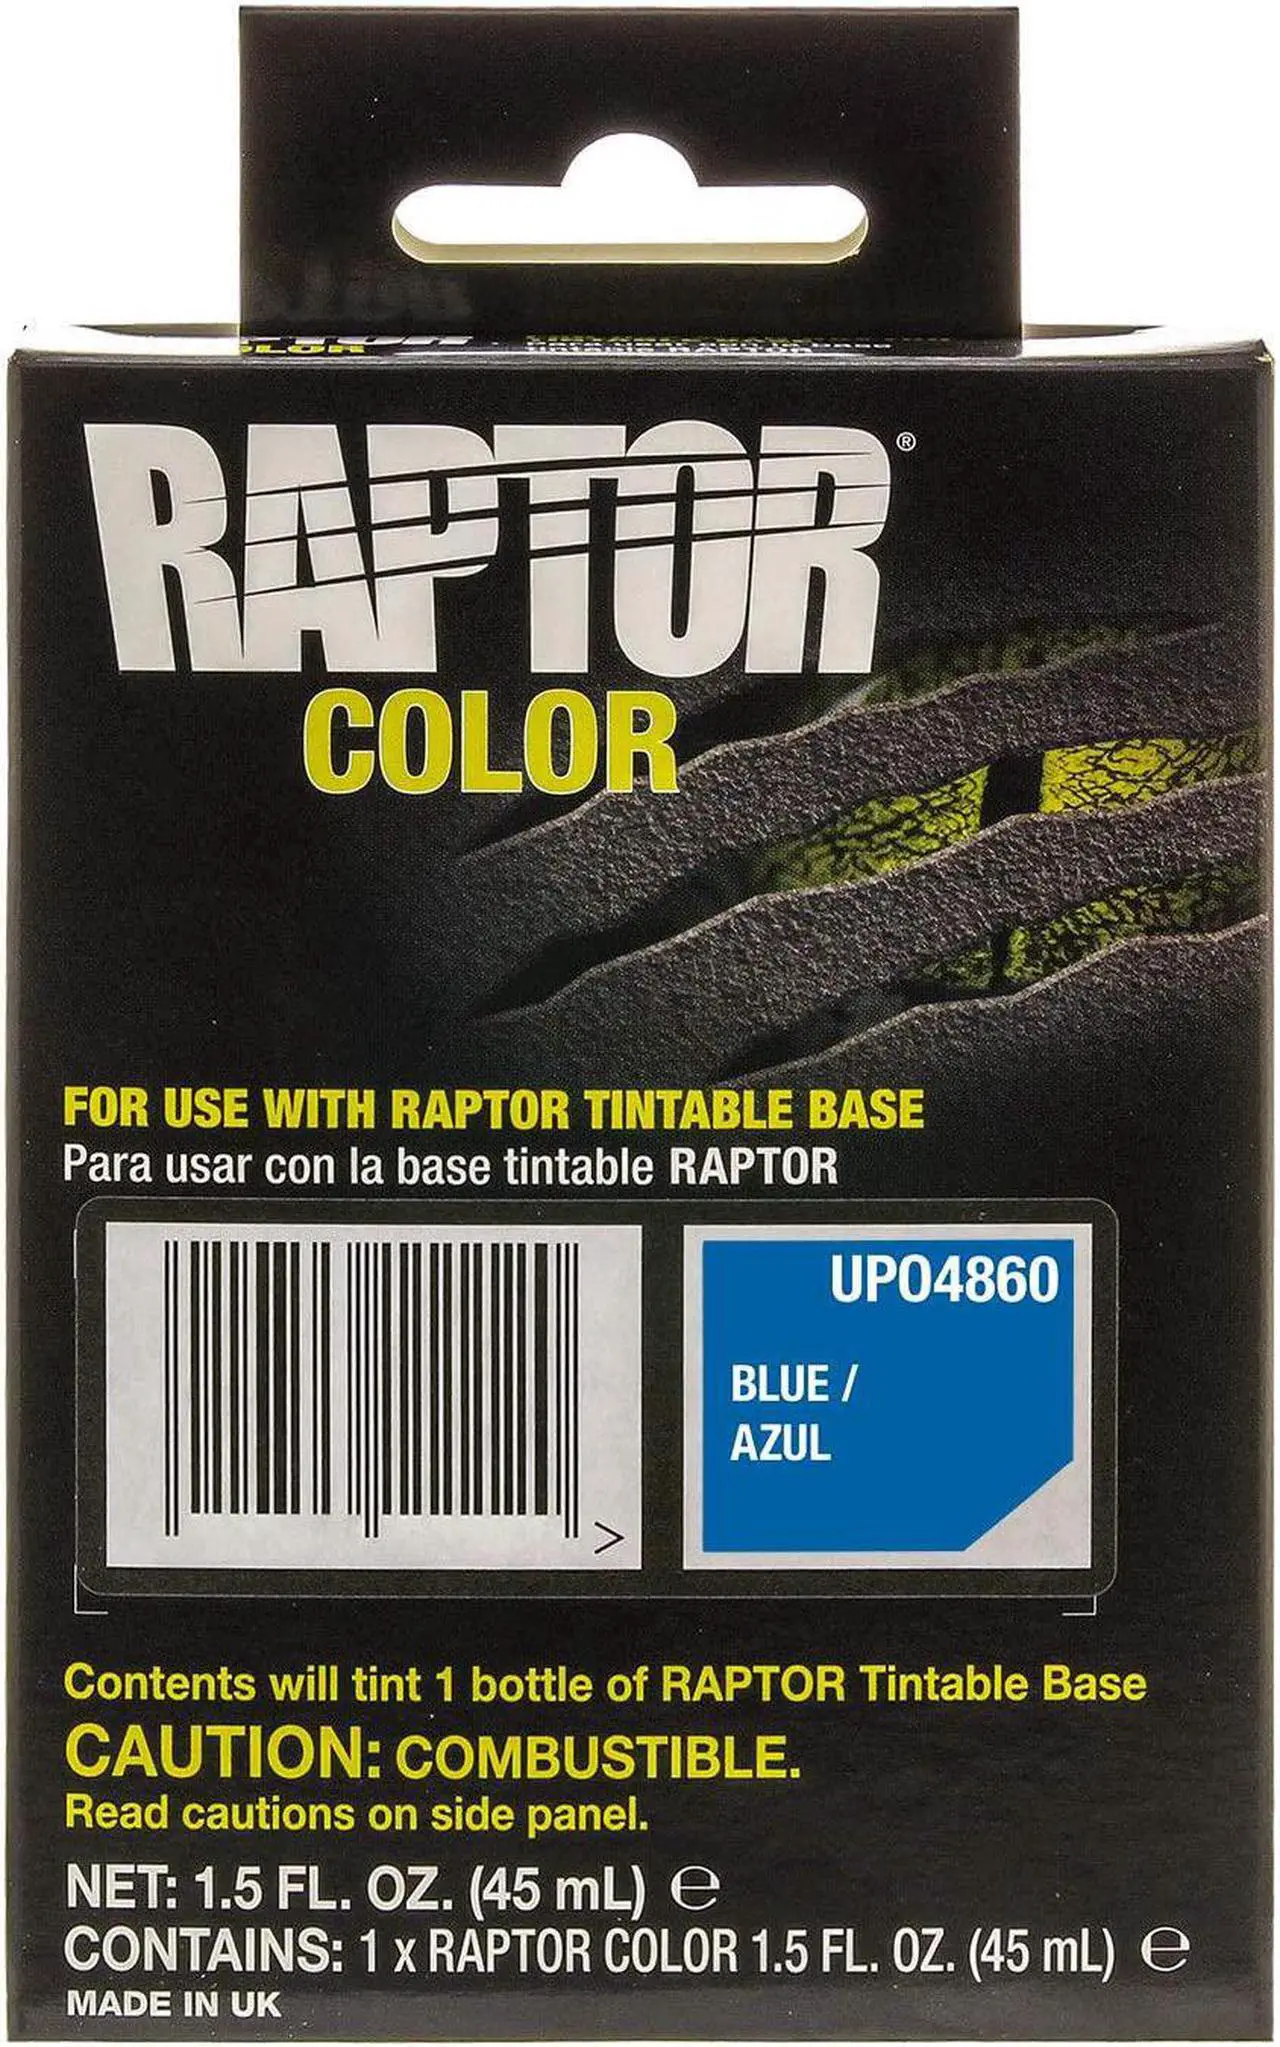 RAPTOR®
COLOR
FOR USE WITH RAPTOR TINTABLE BASE
Para usar con la base tintable RAPTOR
UPO4860
BLUE /
AZUL
>
Contents will tint 1 bottle of RAPTOR Tintable Base
CAUTION: COMBUSTIBLE.
Read cautions on side panel.
NET: 1.5 FL. OZ. (45 mL) ℮
CONTAINS: 1 x RAPTOR COLOR 1.5 FL. OZ. (45 mL) ℮
MADE IN UK